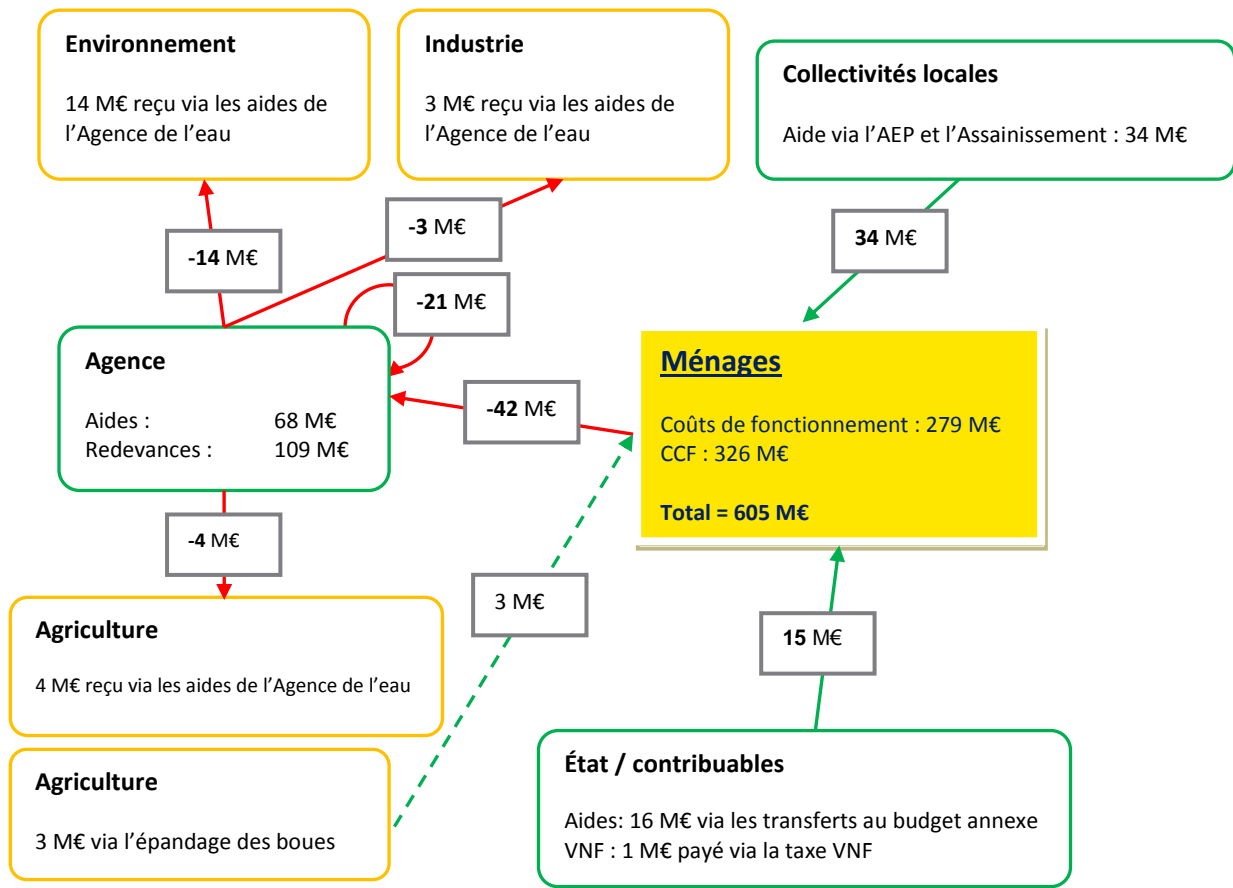 Environnement
14 M€ reçu via les aides de
l’Agence de l’eau
Industrie
3 M€ reçu via les aides de
l’Agence de l’eau
Collectivités locales
Aide via l’AEP et l’Assainissement : 34 M€
-14 M€
-3 M€
34 M€
-21 M€
Agence
Aides : 68 M€
Redevances : 109 M€
-42 M€
Ménages
Coûts de fonctionnement : 279 M€
CCF : 326 M€
Total = 605 M€
-4 M€
3 M€
15 M€
Agriculture
4 M€ reçu via les aides de l’Agence de l’eau
Agriculture
3 M€ via l’épandage des boues
État / contribuables
Aides: 16 M€ via les transferts au budget annexe
VNF : 1 M€ payé via la taxe VNF